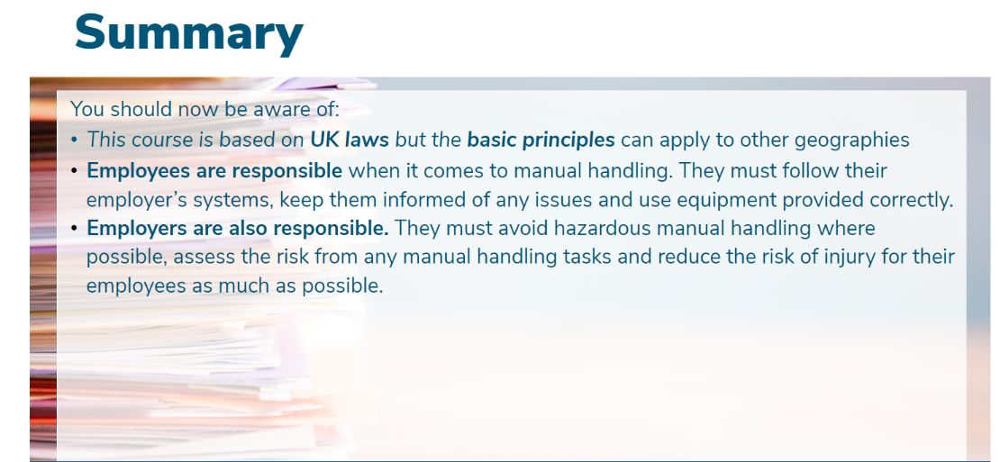 Summary
You should now be aware of:
• This course is based on UK laws but the basic principles can apply to other geographies
• Employees are responsible when it comes to manual handling. They must follow their
employer’s systems, keep them informed of any issues and use equipment provided correctly.
• Employers are also responsible. They must avoid hazardous manual handling where
possible, assess the risk from any manual handling tasks and reduce the risk of injury for their
employees as much as possible.